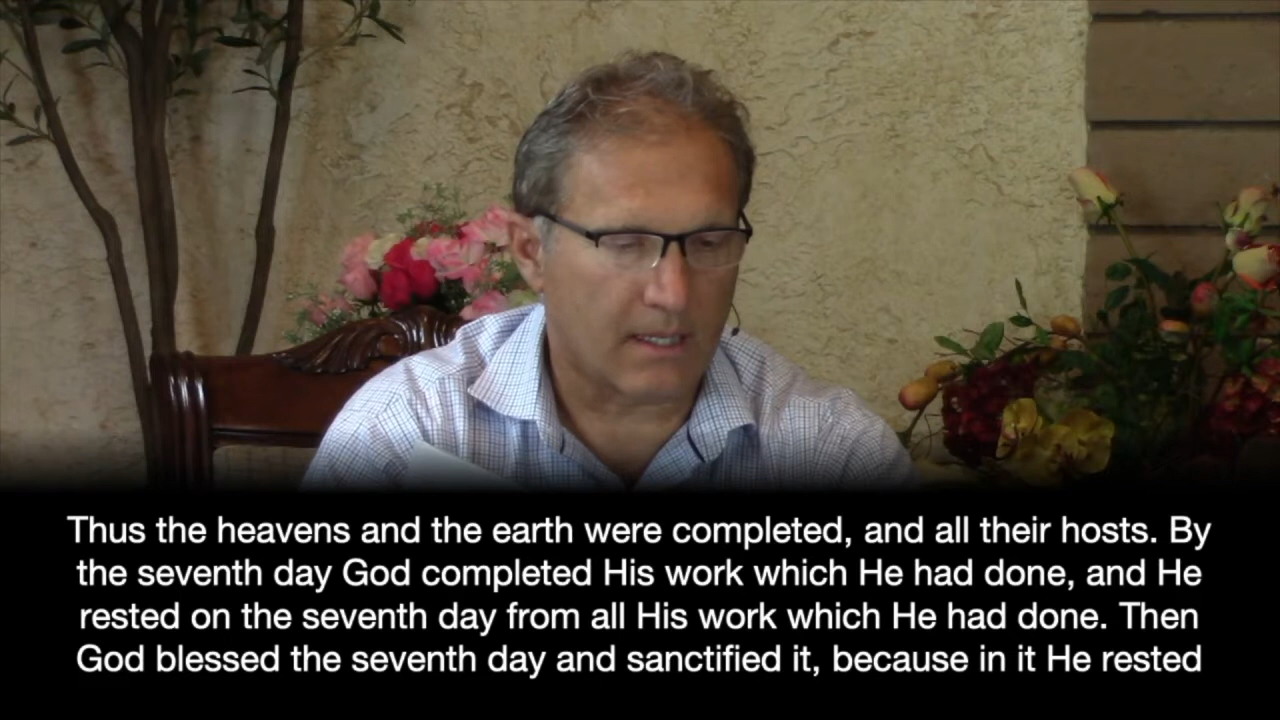 Thus the heavens and the earth were completed, and all their hosts. By
the seventh day God completed His work which He had done, and He
rested on the seventh day from all His work which He had done. Then
God blessed the seventh day and sanctified it, because in it He rested